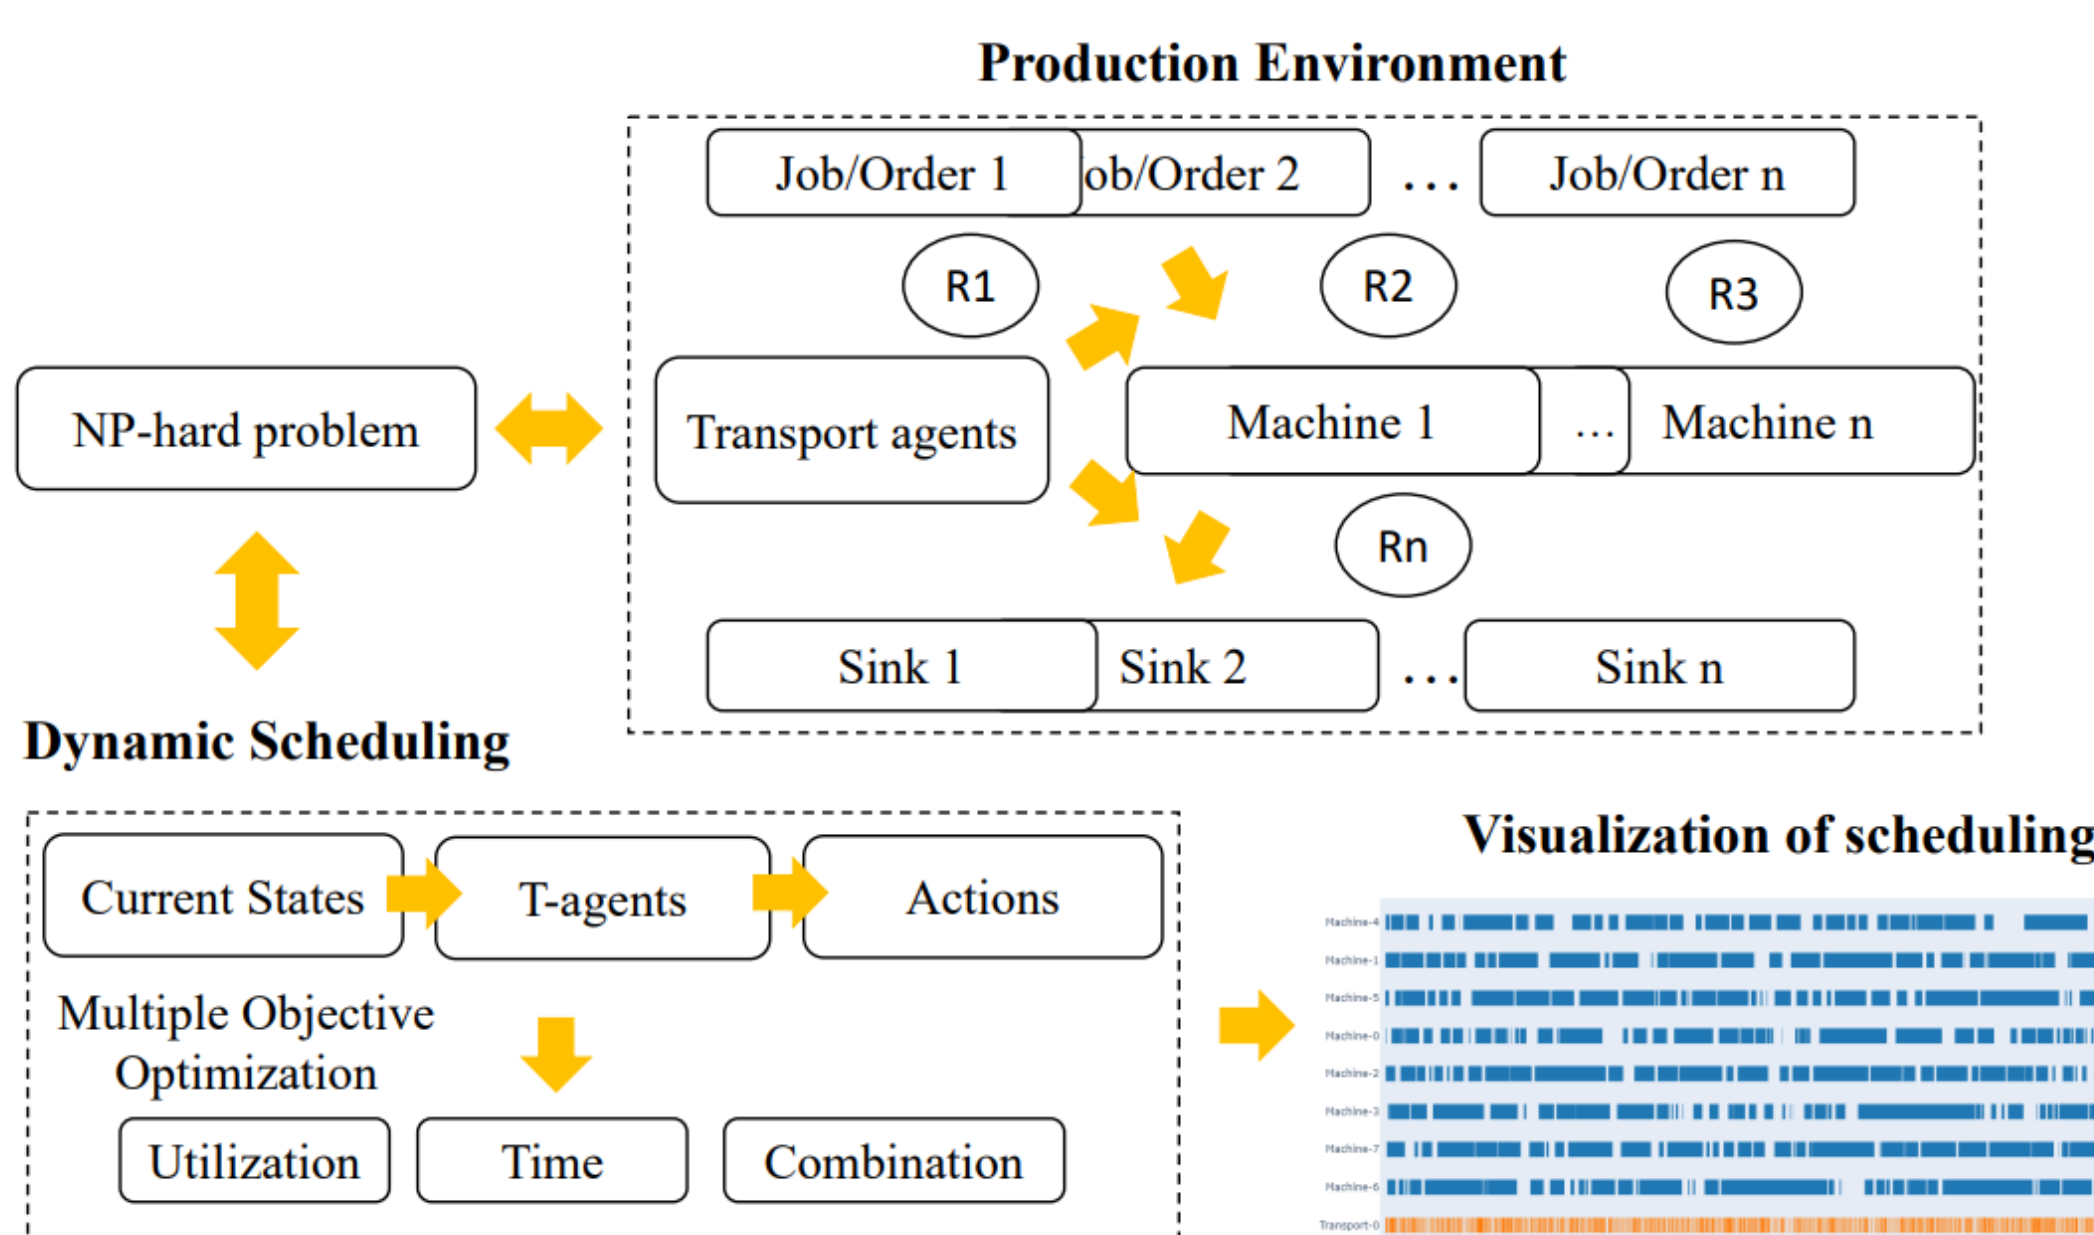 Production Environment
Job/Order 1
ob/Order 2
...
Job/Order n
R1
R2
R3
NP-hard problem
Transport agents
Machine 1
...
Machine n
Rn
Sink 1
Sink 2
...
Sink n
Dynamic Scheduling
Current States
T-agents
Actions
Multiple Objective
Optimization
Utilization
Time
Combination
Visualization of scheduling
Machine-4
Machine-1
Machine-5
Machine-0
Machine-2
Machine-3
Machine-7
Machine-6
Transport-0